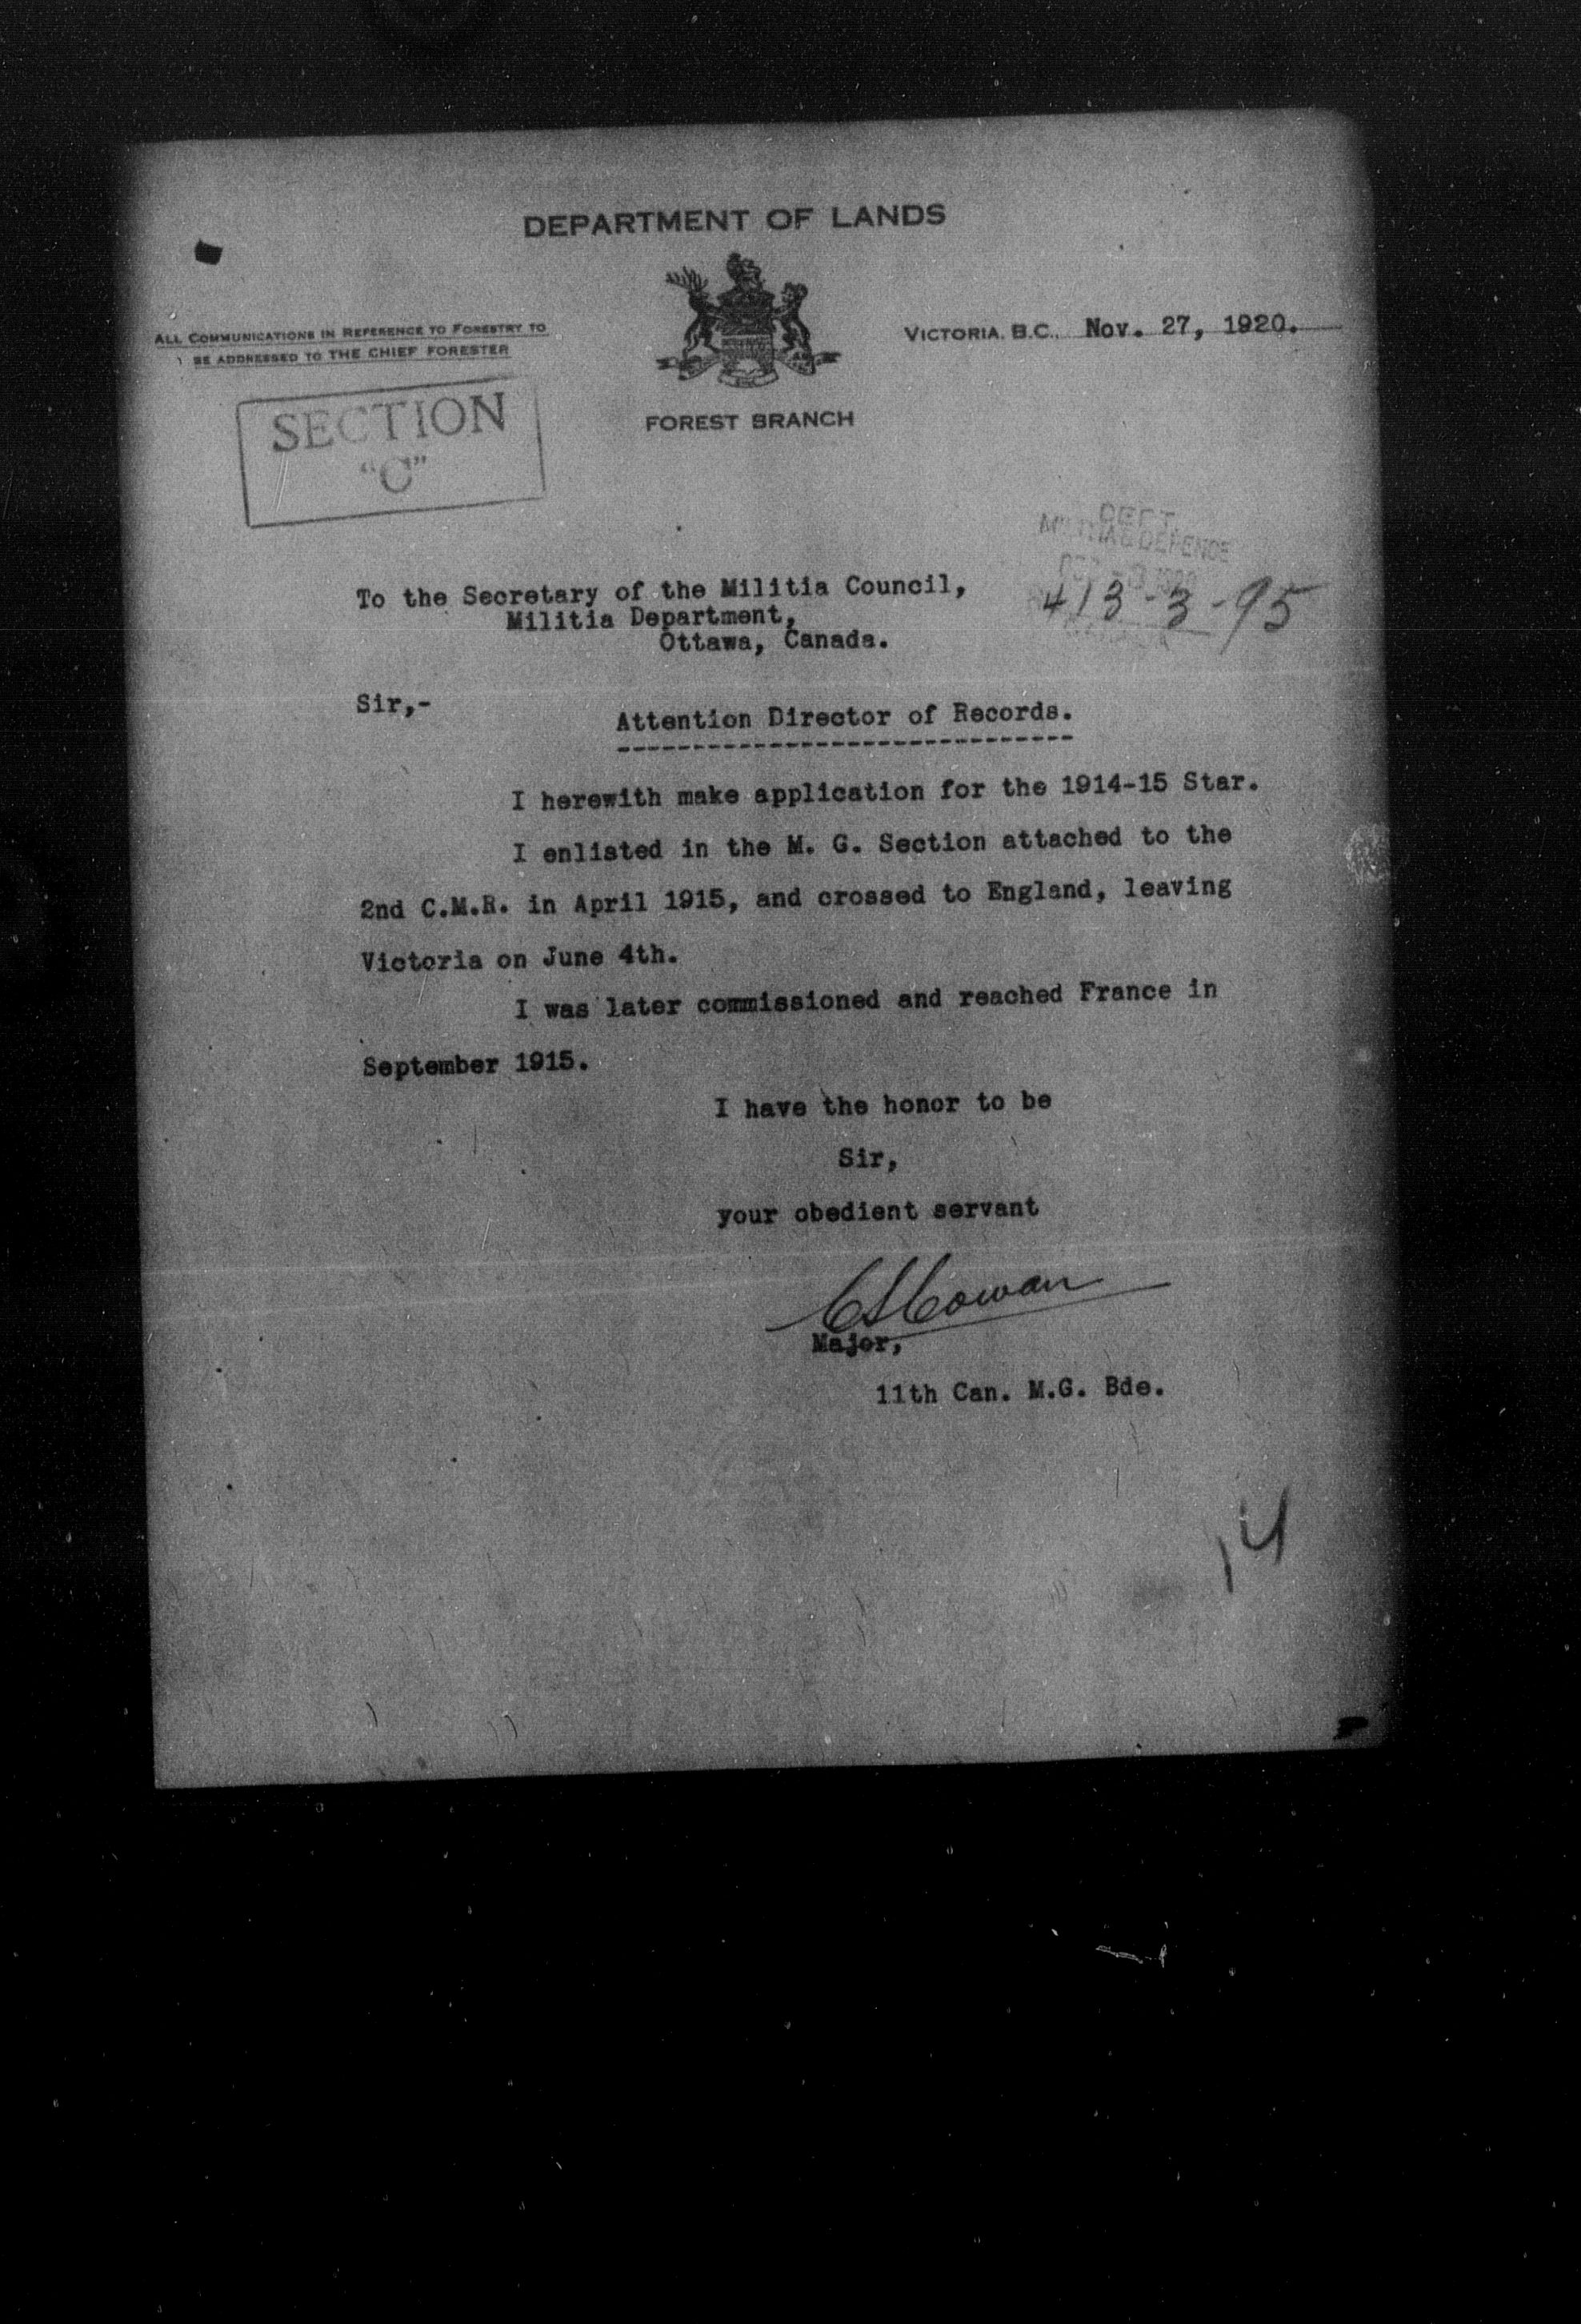 DEPARTMENT OF LANDS
ALL COMMUNICATIONS IN REFERENCE TO FORESTRY TO
BE ADDRESSED TO THE CHIEF FORESTER
VICTORIA, B.C., Nov. 27, 1920.
FOREST BRANCH
SECTION
"C"
DEPT.
MILITIA & DEFENCE
413-3-95
To the Secretary of the Militia Council,
Militia Department,
Ottawa, Canada.
Sir,-
Attention Director of Records.
------------------------------
I herewith make application for the 1914-15 Star.
I enlisted in the M. G. Section attached to the
2nd C.M.R. in April 1915, and crossed to England, leaving
Victoria on June 4th.
I was later commissioned and reached France in
September 1915.
I have the honor to be
Sir,
your obedient servant
CSCowan
Major,
11th Can. M.G. Bde.
14